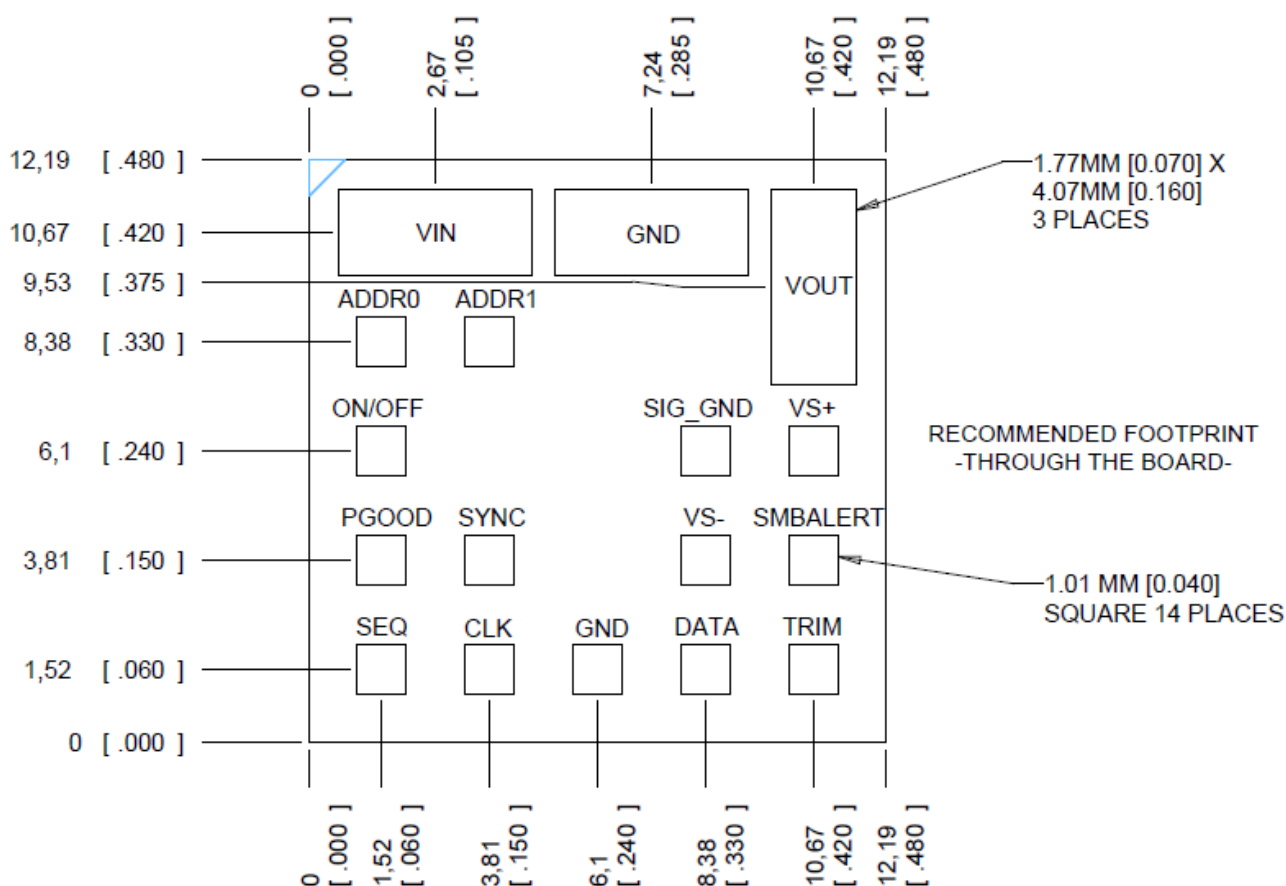 0
[ .000 ]
2,67
[ .105 ]
7,24
[ .285 ]
10,67
[ .420 ]
12,19
[ .480 ]
12,19 [ .480 ]
1.77MM [0.070] X
4.07MM [0.160]
3 PLACES
10,67 [ .420 ]
VIN
GND
VOUT
9,53 [ .375 ]
ADDR0 ADDR1
8,38 [ .330 ]
ON/OFF SIG_GND VS+
6,1 [ .240 ]
RECOMMENDED FOOTPRINT
-THROUGH THE BOARD-
PGOOD SYNC VS- SMBALERT
3,81 [ .150 ]
1.01 MM [0.040]
SQUARE 14 PLACES
SEQ CLK GND DATA TRIM
1,52 [ .060 ]
0 [ .000 ]
0
[ .000 ]
1,52
[ .060 ]
3,81
[ .150 ]
6,1
[ .240 ]
8,38
[ .330 ]
10,67
[ .420 ]
12,19
[ .480 ]